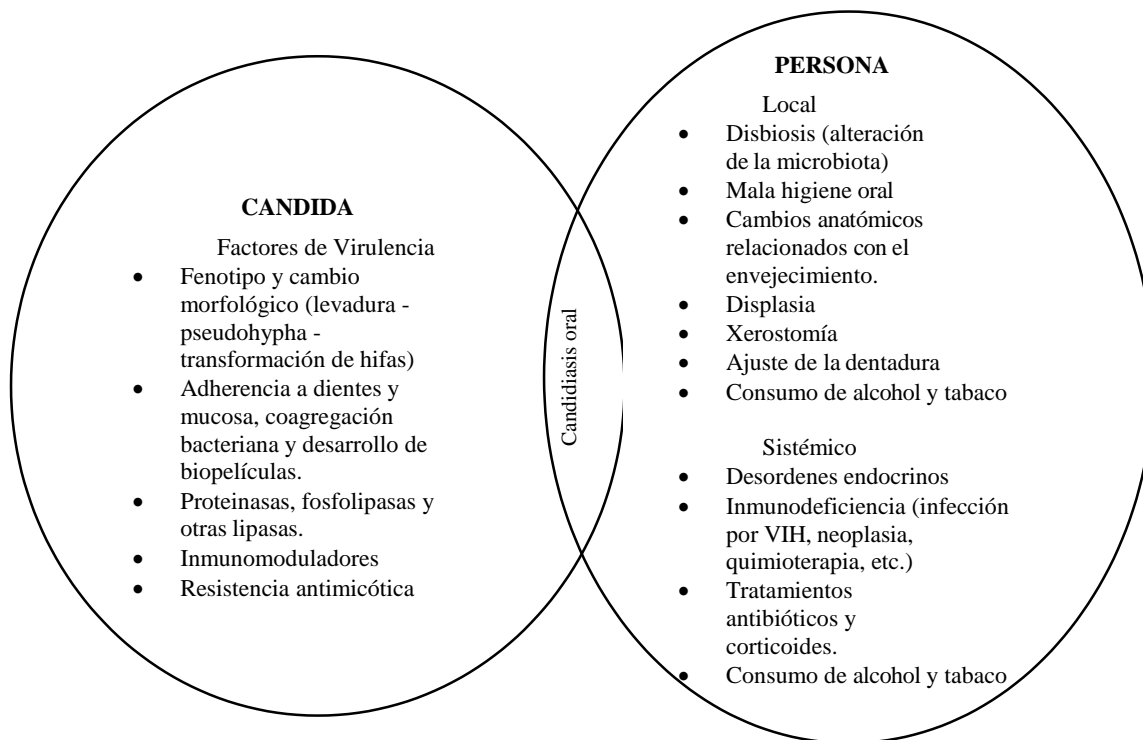 CANDIDA
Factores de Virulencia
• Fenotipo y cambio
morfológico (levadura -
pseudohypha -
transformación de hifas)
• Adherencia a dientes y
mucosa, coagregación
bacteriana y desarrollo de
biopelículas.
• Proteinasas, fosfolipasas y
otras lipasas.
• Inmunomoduladores
• Resistencia antimicótica
Candidiasis oral
PERSONA
Local
• Disbiosis (alteración
de la microbiota)
• Mala higiene oral
• Cambios anatómicos
relacionados con el
envejecimiento.
• Displasia
• Xerostomía
• Ajuste de la dentadura
• Consumo de alcohol y tabaco
Sistémico
• Desordenes endocrinos
• Inmunodeficiencia (infección
por VIH, neoplasia,
quimioterapia, etc.)
• Tratamientos
antibióticos y
corticoides.
• Consumo de alcohol y tabaco